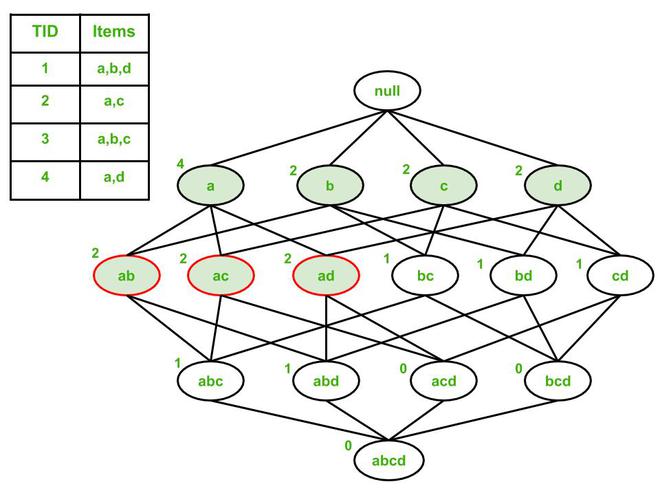 TID Items
1 a,b,d
2 a,c
3 a,b,c
4 a,d
null
4 a 2 b 2 c 2 d
2 ab 2 ac 2 ad 1 bc 1 bd 1 cd
1 abc 1 abd 0 acd 0 bcd
0 abcd